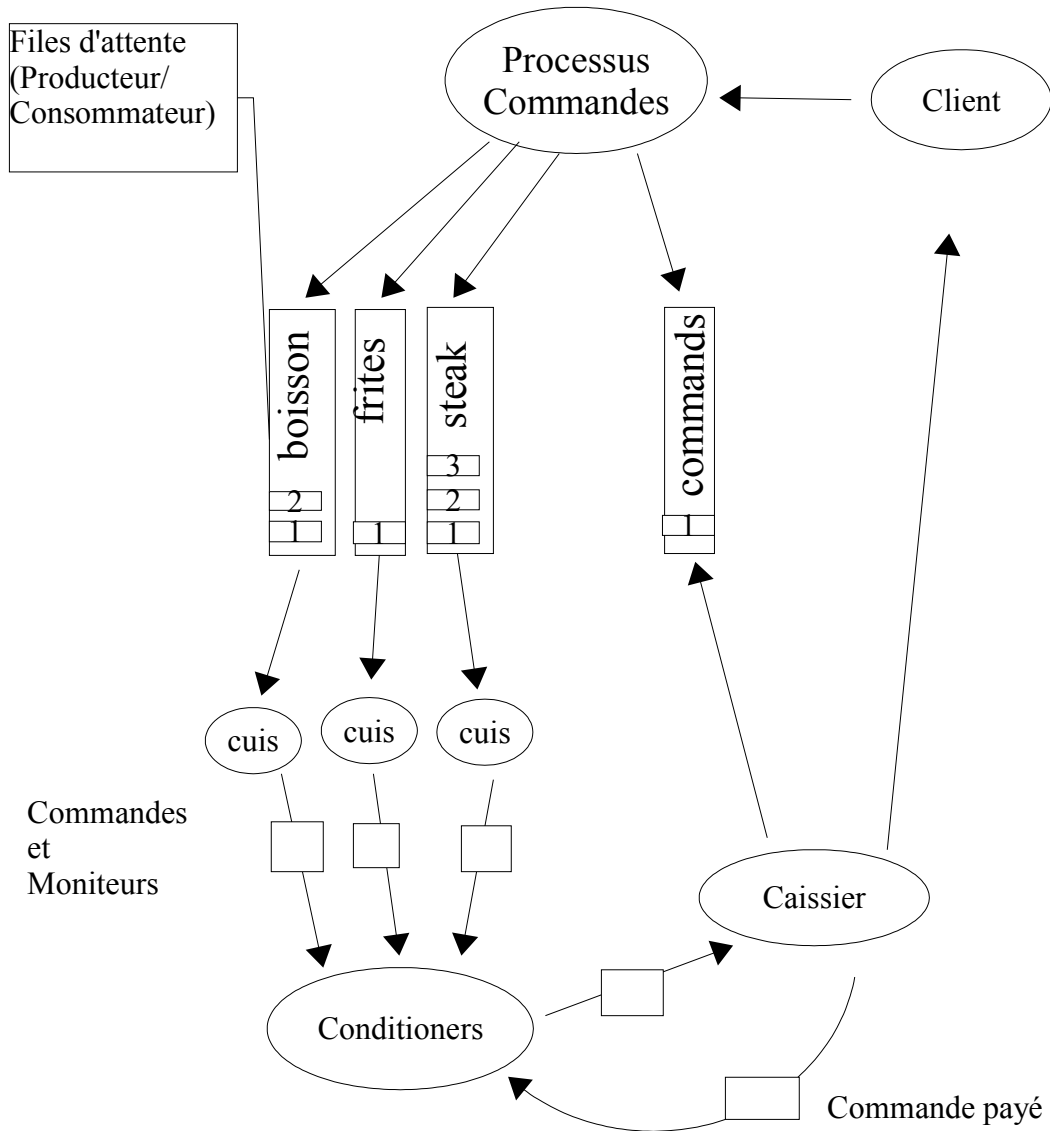 Files d'attente
(Producteur/
Consommateur)
Processus
Commandes
Client
boisson
frites
steak
commands
3
2
2
1
1
1
1
cuis
cuis
cuis
Commandes
et
Moniteurs
Caissier
Conditioners
Commande payé